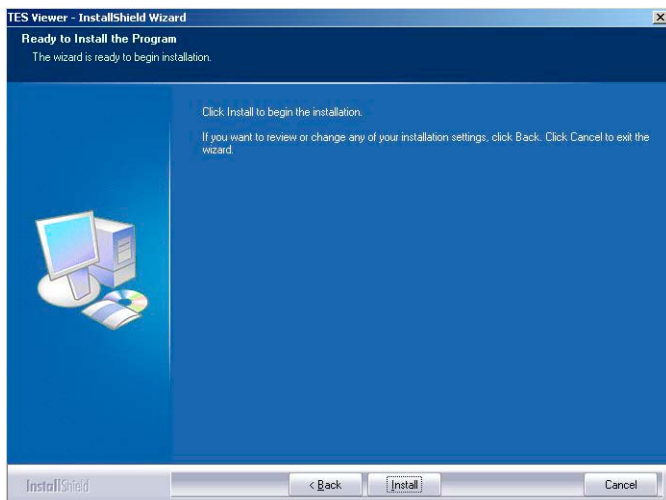 TES Viewer - InstallShield Wizard
Ready to Install the Program
The wizard is ready to begin installation.
Click Install to begin the installation.
If you want to review or change any of your installation settings, click Back. Click Cancel to exit the
wizard.
InstallShield
< Back Install Cancel